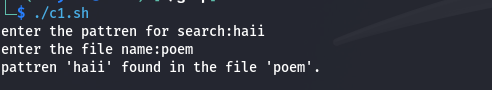 $ ./c1.sh
enter the pattren for search:haii
enter the file name:poem
pattren 'haii' found in the file 'poem'.